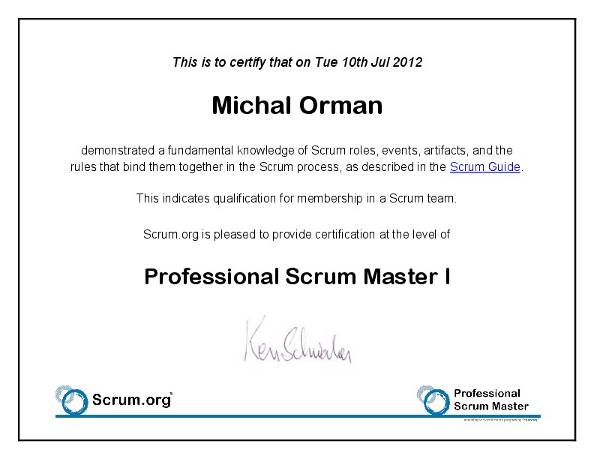 This is to certify that on Tue 10th Jul 2012
Michal Orman
demonstrated a fundamental knowledge of Scrum roles, events, artifacts, and the
rules that bind them together in the Scrum process, as described in the Scrum Guide.
This indicates qualification for membership in a Scrum team.
Scrum.org is pleased to provide certification at the level of
Professional Scrum Master I
Ken Schwaber
Scrum.org
Professional
Scrum Master